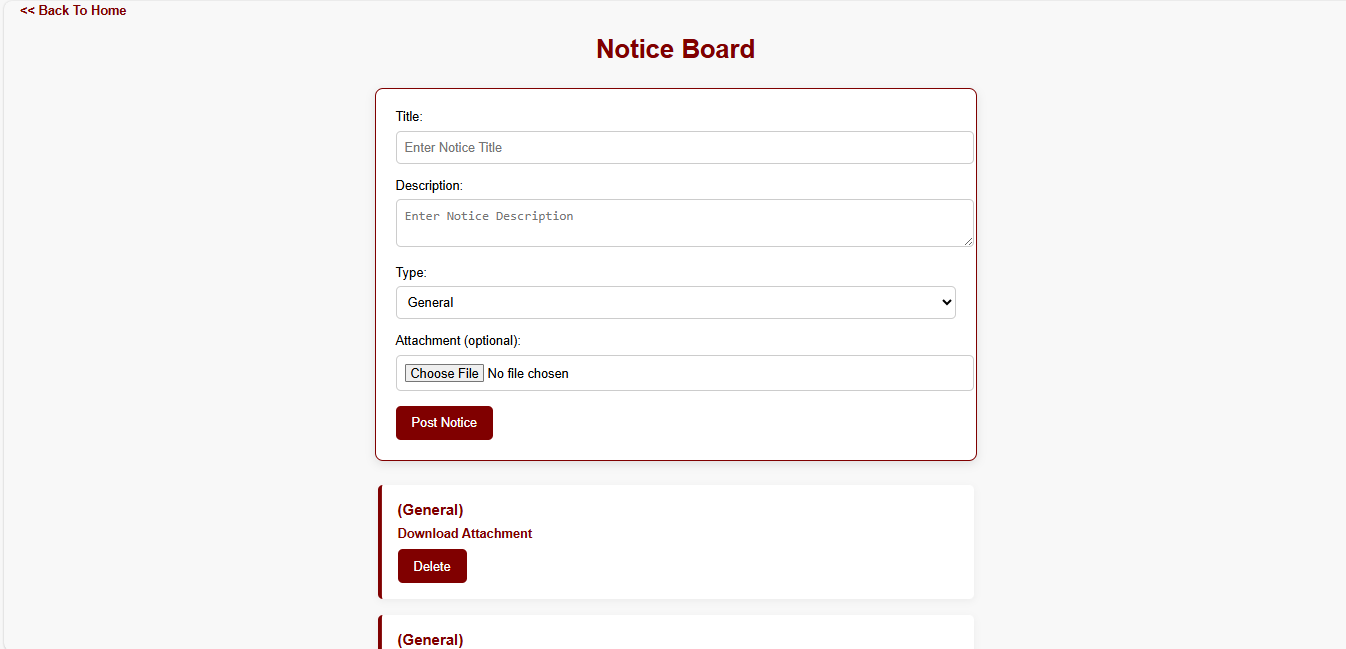 << Back To Home
Notice Board
Title:
Enter Notice Title
Description:
Enter Notice Description
Type:
General
Attachment (optional):
Choose File No file chosen
Post Notice
(General)
Download Attachment
Delete
(General)